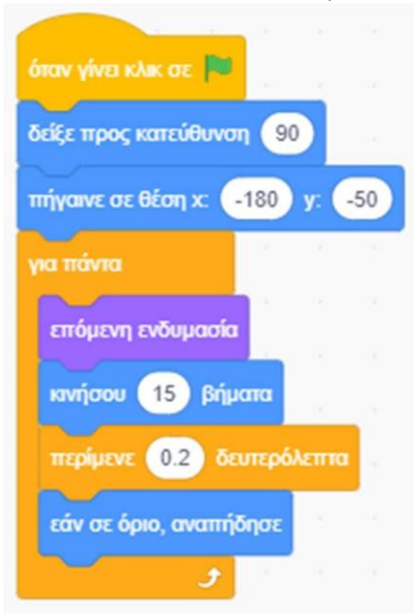 όταν γίνει κλικ σε
δείξε προς κατεύθυνση 90
πήγαινε σε θέση x: -180 y: -50
για πάντα
επόμενη ενδυμασία
κινήσου 15 βήματα
περίμενε 0.2 δευτερόλεπτα
εάν σε όριο, αναπήδησε